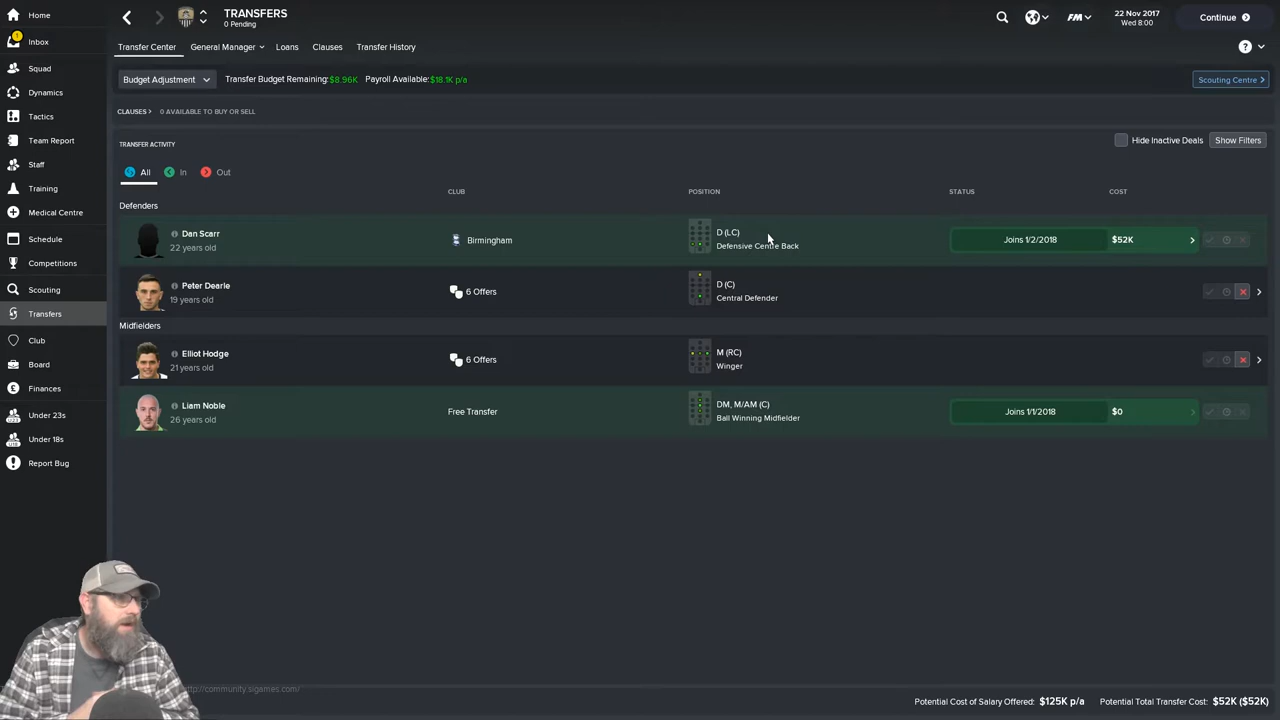 Home
Inbox
1
Squad
Dynamics
Tactics
Team Report
Staff
Training
Medical Centre
Schedule
Competitions
Scouting
Transfers
Club
Board
Finances
Under 23s
Under 18s
Report Bug
TRANSFERS
0 Pending
FM
22 Nov 2017
Wed 8:00
Continue
Transfer Center
General Manager
Loans
Clauses
Transfer History
?
Budget Adjustment
Transfer Budget Remaining: $8.96K
Payroll Available: $18.1K p/a
Scouting Centre >
CLAUSES >
0 AVAILABLE TO BUY OR SELL
TRANSFER ACTIVITY
Hide Inactive Deals
Show Filters
All
In
Out
CLUB
POSITION
STATUS
COST
Defenders
Dan Scarr
22 years old
Birmingham
D (LC)
Defensive Centre Back
Joins 1/2/2018
$52K
Peter Dearle
19 years old
6 Offers
D (C)
Central Defender
Midfielders
Elliot Hodge
21 years old
6 Offers
M (RC)
Winger
Liam Noble
26 years old
Free Transfer
DM, M/AM (C)
Ball Winning Midfielder
Joins 1/1/2018
$0
http://community.sigames.com/
Potential Cost of Salary Offered: $125K p/a
Potential Total Transfer Cost: $52K ($52K)